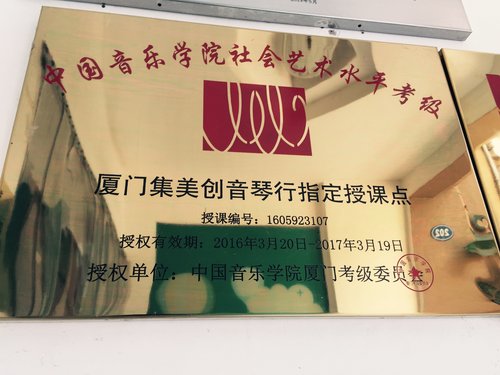 中国音乐学院社会艺术水平考级
厦门集美创音琴行指定授课点
授课编号：1605923107
授权有效期：2016年3月20日-2017年3月19日
授权单位：中国音乐学院厦门考级委员会
202